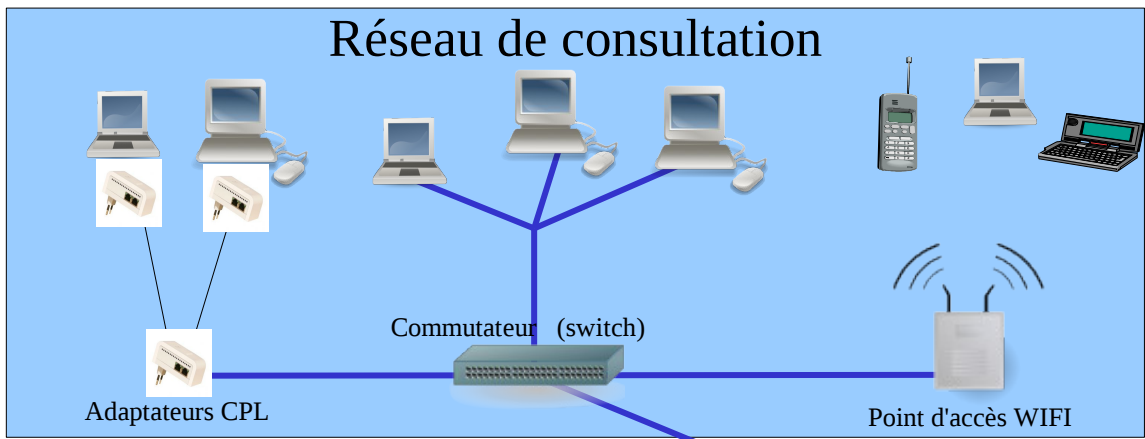 Réseau de consultation
Commutateur (switch)
Adaptateurs CPL
Point d'accès WIFI